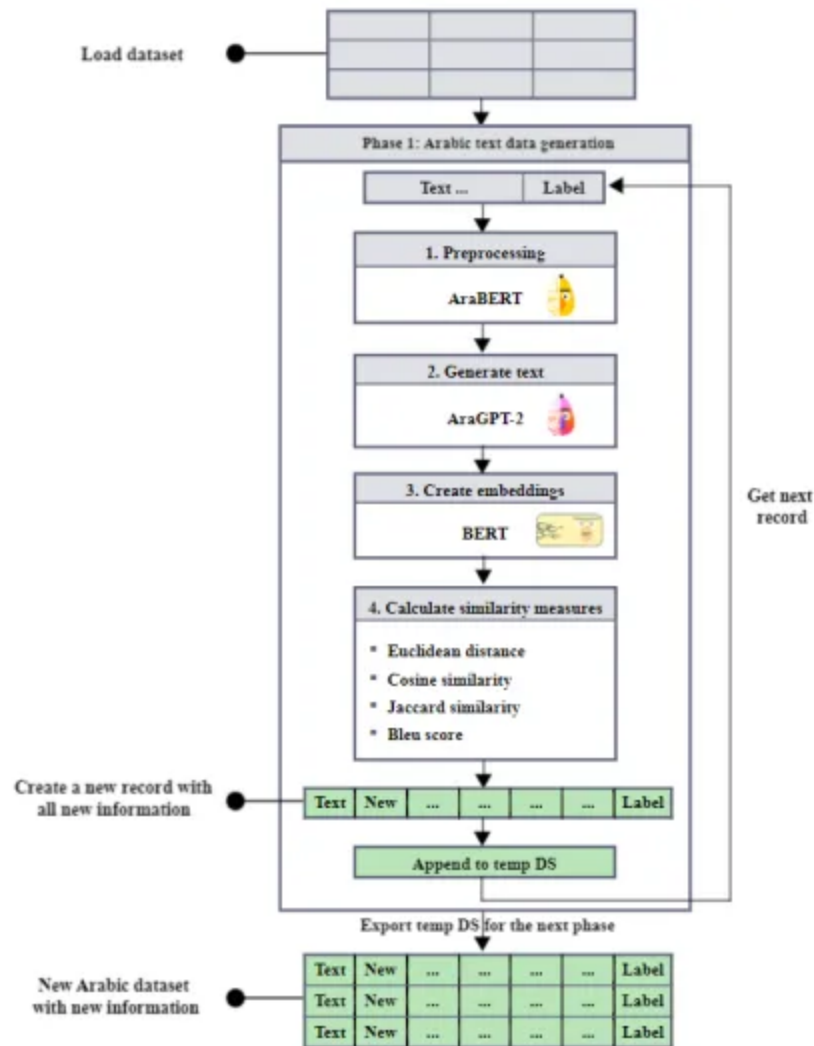 Load dataset
Phase 1: Arabic text data generation
Text ... Label
1. Preprocessing
AraBERT
2. Generate text
AraGPT-2
3. Create embeddings
BERT
Get next
record
4. Calculate similarity measures
Euclidean distance
Cosine similarity
Jaccard similarity
Bleu score
Create a new record with
all new information
Text New ... ... ... ... Label
Append to temp DS
Export temp DS for the next phase
New Arabic dataset
with new information
Text New ... ... ... ... Label
Text New ... ... ... ... Label
Text New ... ... ... ... Label